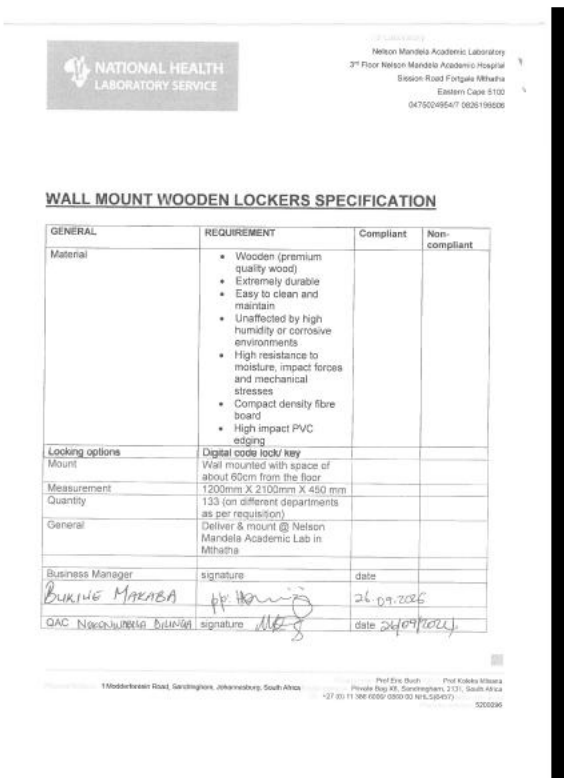 NATIONAL HEALTH
LABORATORY SERVICE
Nelson Mandela Academic Laboratory
3rd Floor Nelson Mandela Academic Hospital
Sission Road Fortgale Mthatha
Eastern Cape 5100
0475024954/7 0826196606
WALL MOUNT WOODEN LOCKERS SPECIFICATION
GENERAL REQUIREMENT Compliant Non-compliant
Material
• Wooden (premium
quality wood)
• Extremely durable
• Easy to clean and
maintain
• Unaffected by high
humidity or corrosive
environments
• High resistance to
moisture, impact forces
and mechanical
stresses
• Compact density fibre
board
• High impact PVC
edging
Looking options Digital code lock/ key
Mount Wall mounted with space of
about 60cm from the floor
Measurement 1200mm X 2100mm X 450 mm
Quantity 133 (on different departments
as per requisition)
General Deliver & mount @ Nelson
Mandela Academic Lab in
Mthatha
Business Manager signature date
MAKABA pp.
QAC signature date
1 Modderfontein Road, Sandringham, Johannesburg, South Africa
Prof Eric Buch Prof Koleka Mlisana
Private Bag X8, Sandringham, 2131, South Africa
5200296